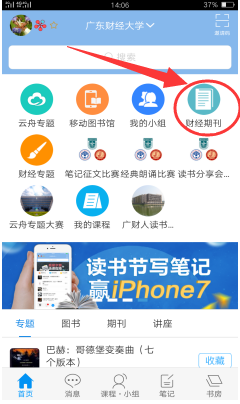 14:06
37%
广东财经大学
邀请码
搜索
云舟专题
移动图书馆
我的小组
财经期刊
财经专题
笔记征文比赛
经典朗诵比赛
读书分享会...
云舟专题大赛
我的课程
广财人读书...
读书节写笔记
赢iPhone7
专题
图书
期刊
讲座
巴赫：哥德堡变奏曲（七
个版本）
收藏
首页
消息
课程·小组
笔记
书房